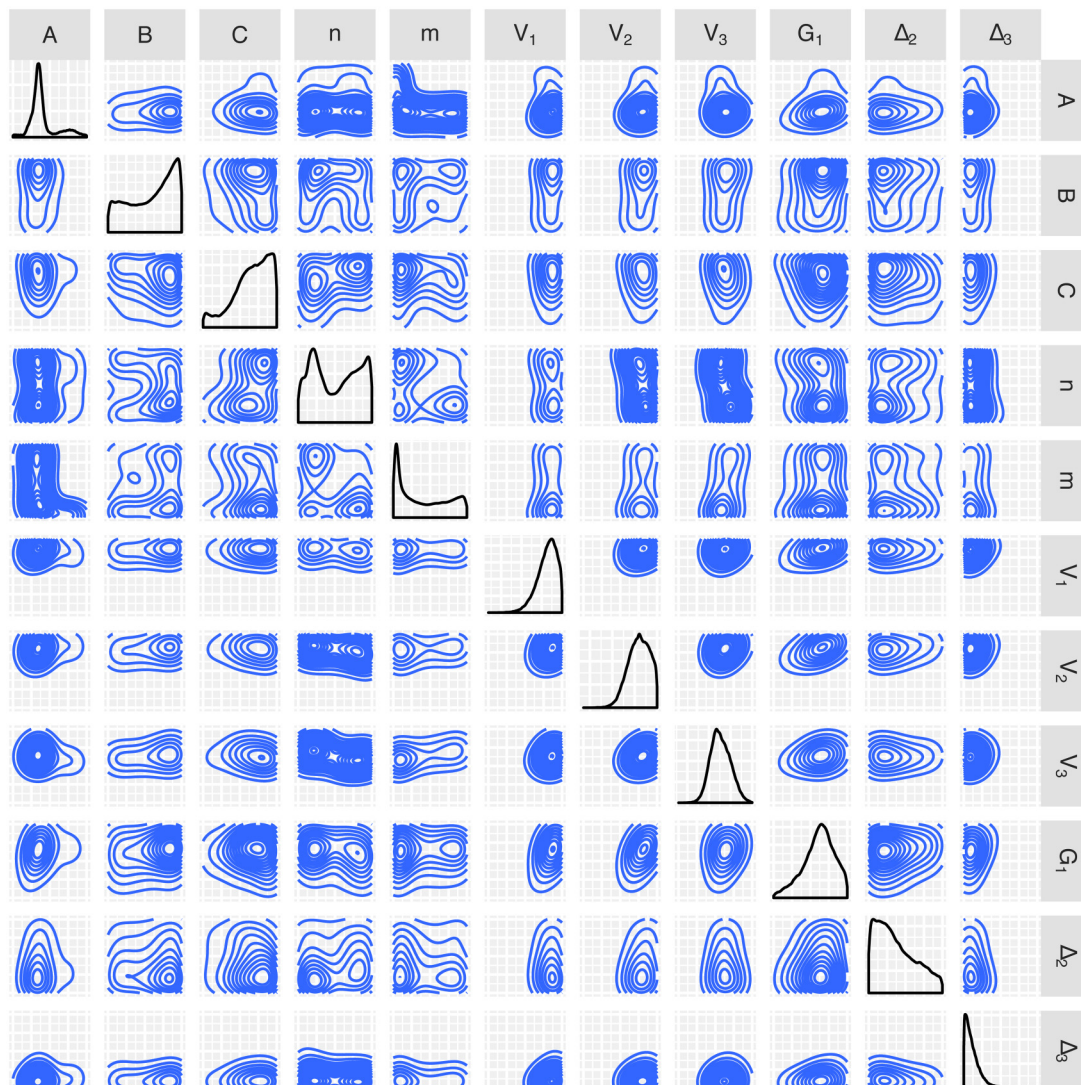 A B C n m V₁ V₂ V₃ G₁ Δ₂ Δ₃
A
B
C
n
m
V₁
V₂
V₃
G₁
Δ₂
Δ₃